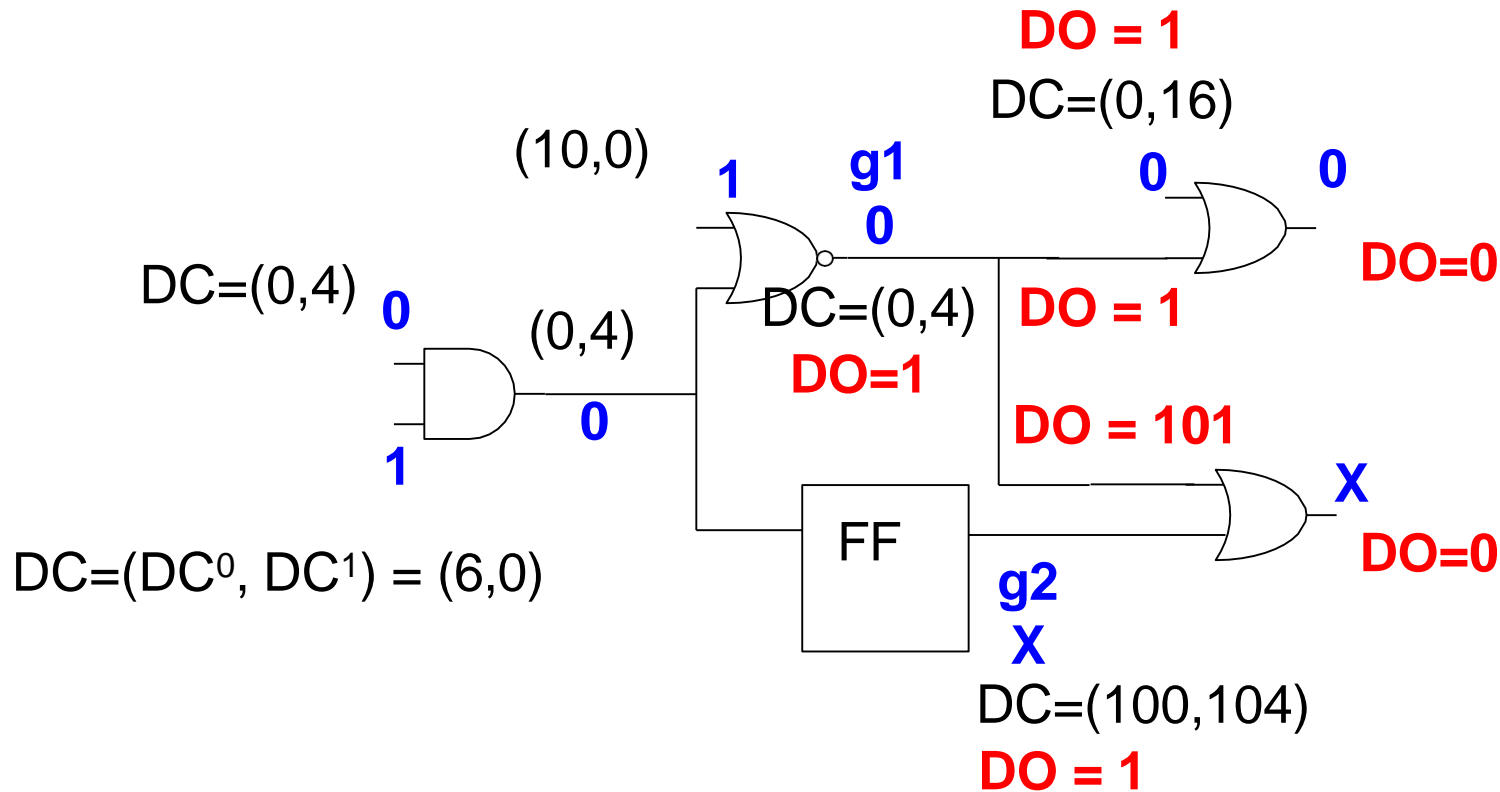 DO = 1
DC=(0,16)
(10,0)
1
g1
0
0
0
DO=0
DC=(0,4)
0
(0,4)
DC=(0,4)
DO = 1
DO=1
0
1
DO = 101
X
FF
DO=0
DC=(DC⁰, DC¹) = (6,0)
g2
X
DC=(100,104)
DO = 1